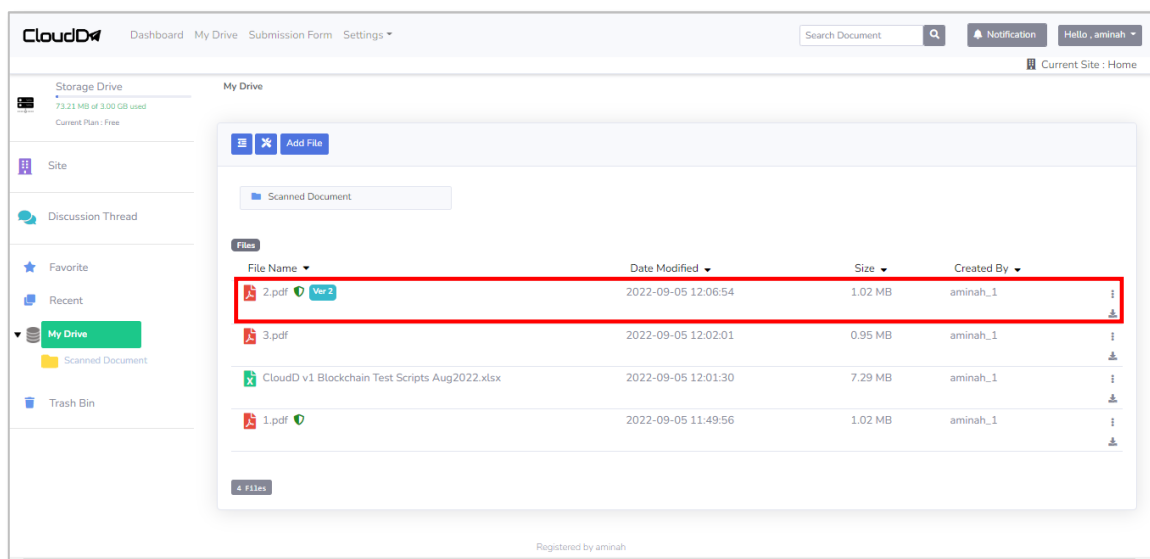 CloudD Dashboard My Drive Submission Form Settings Search Document Notification Hello , aminah
Current Site : Home
Storage Drive
73.21 MB of 3.00 GB used
Current Plan : Free
Site
Discussion Thread
Favorite
Recent
My Drive
Scanned Document
Trash Bin
My Drive
Add File
Scanned Document
Files
File Name Date Modified Size Created By
2.pdf Ver 2 2022-09-05 12:06:54 1.02 MB aminah_1
3.pdf 2022-09-05 12:02:01 0.95 MB aminah_1
CloudD v1 Blockchain Test Scripts Aug2022.xlsx 2022-09-05 12:01:30 7.29 MB aminah_1
1.pdf 2022-09-05 11:49:56 1.02 MB aminah_1
4 Files
Registered by aminah